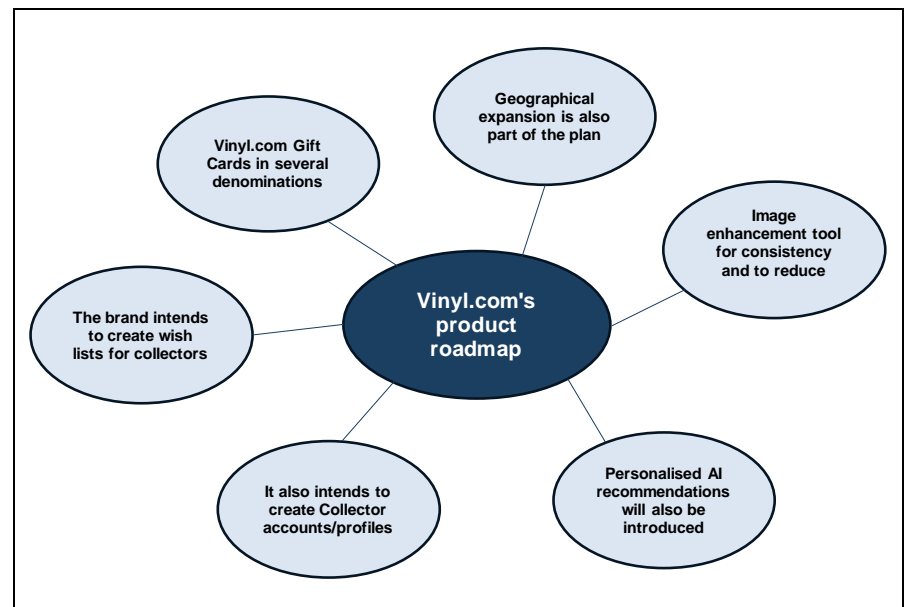 Geographical
expansion is also
part of the plan
Vinyl.com Gift
Cards in several
denominations
Image
enhancement tool
for consistency
and to reduce
Vinyl.com's
product
roadmap
The brand intends
to create wish
lists for collectors
It also intends to
create Collector
accounts/profiles
Personalised AI
recommendations
will also be
introduced